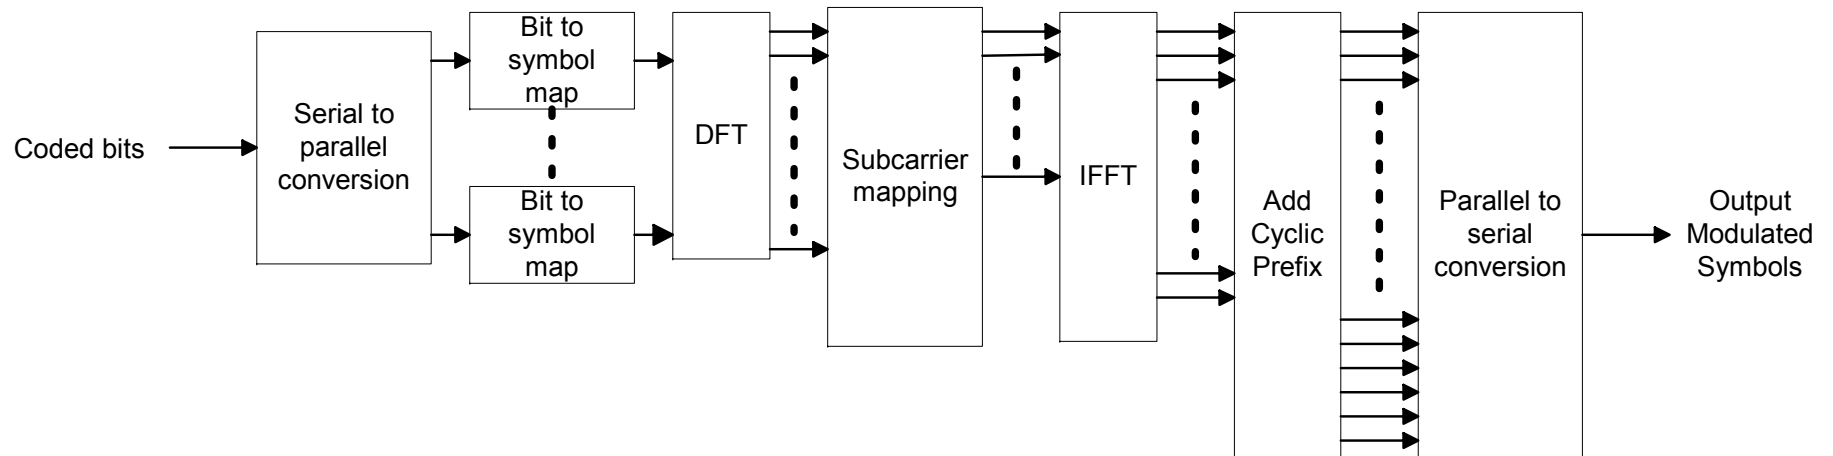 Coded bits
Serial to
parallel
conversion
Bit to
symbol
map
Bit to
symbol
map
DFT
Subcarrier
mapping
IFFT
Add
Cyclic
Prefix
Parallel to
serial
conversion
Output
Modulated
Symbols